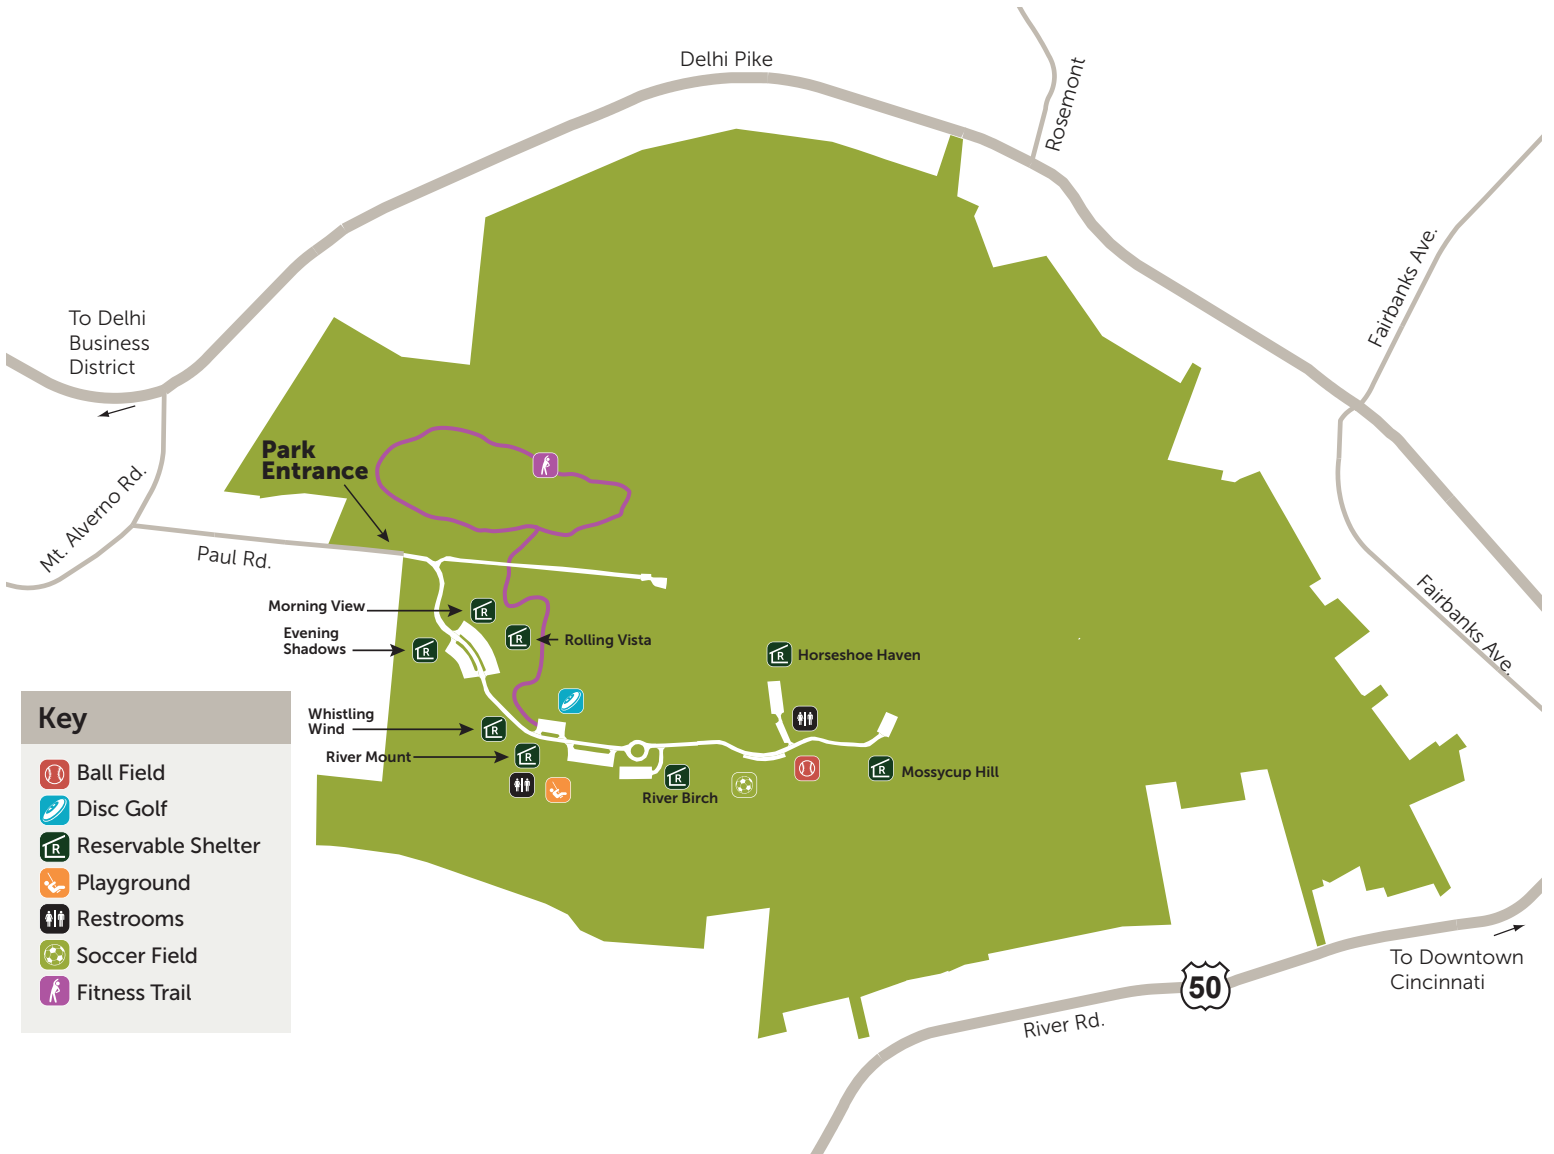 Delhi Pike
Rosemont
Fairbanks Ave.
To Delhi
Business
District
Park
Entrance
Mt. Alverno Rd.
Paul Rd.
Morning View
R
Evening
Shadows
R
R
Rolling Vista
R
Horseshoe Haven
Fairbanks Ave.
Whistling
Wind
R
River Mount
R
R
River Birch
R
Mossycup Hill
Key
Ball Field
Disc Golf
R
Reservable Shelter
Playground
Restrooms
Soccer Field
Fitness Trail
To Downtown
Cincinnati
50
River Rd.